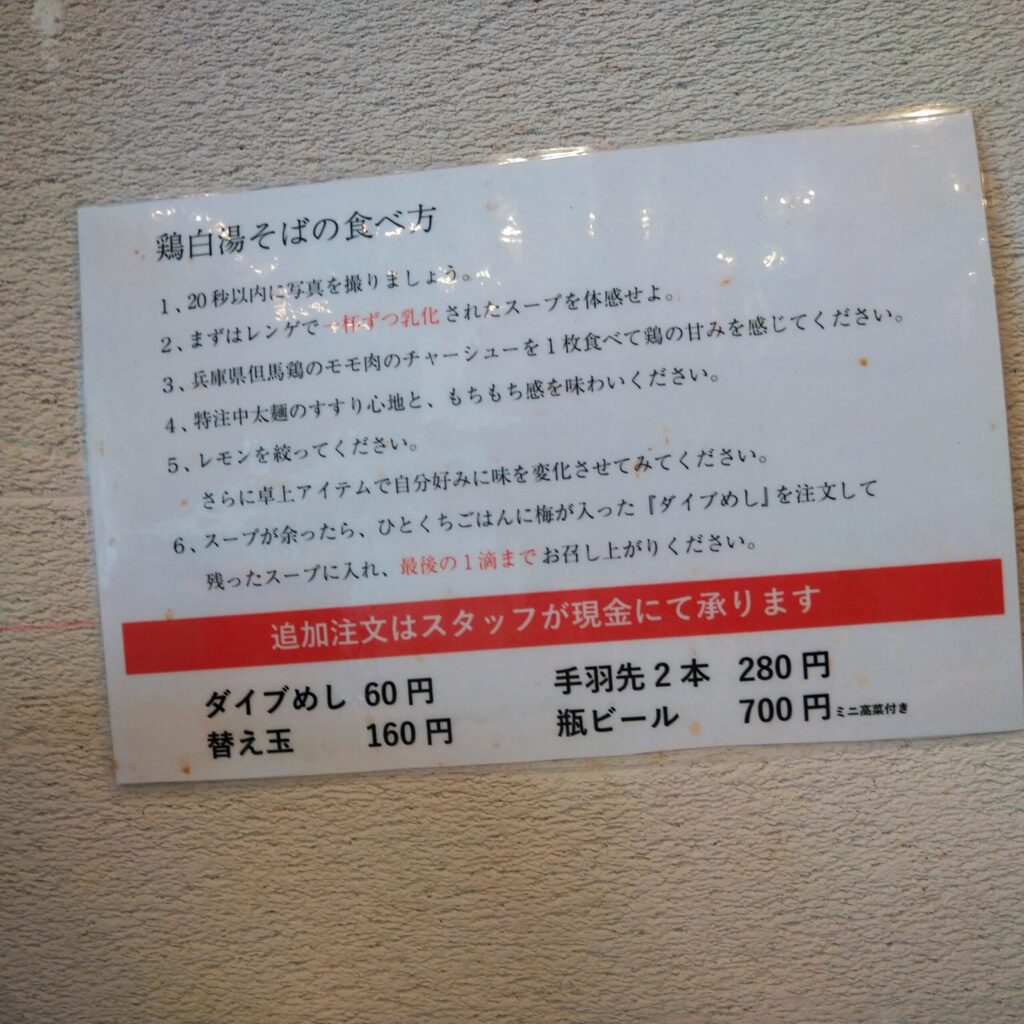 鶏白湯そばの食べ方
1、20秒以内に写真を撮りましょう。
2、まずはレンゲで一杯ずつ乳化されたスープを体感せよ。
3、兵庫県但馬鶏のモモ肉のチャーシューを1枚食べて鶏の甘みを感じてください。
4、特注中太麺のすすり心地と、もちもち感を味わいください。
5、レモンを絞ってください。
さらに卓上アイテムで自分好みに味を変化させてみてください。
6、スープが余ったら、ひとくちごはんに梅が入った『ダイブめし』を注文して
残ったスープに入れ、最後の1滴までお召し上がりください。
追加注文はスタッフが現金にて承ります
ダイブめし 60円 手羽先2本 280円
替え玉 160円 瓶ビール 700円ミニ高菜付き